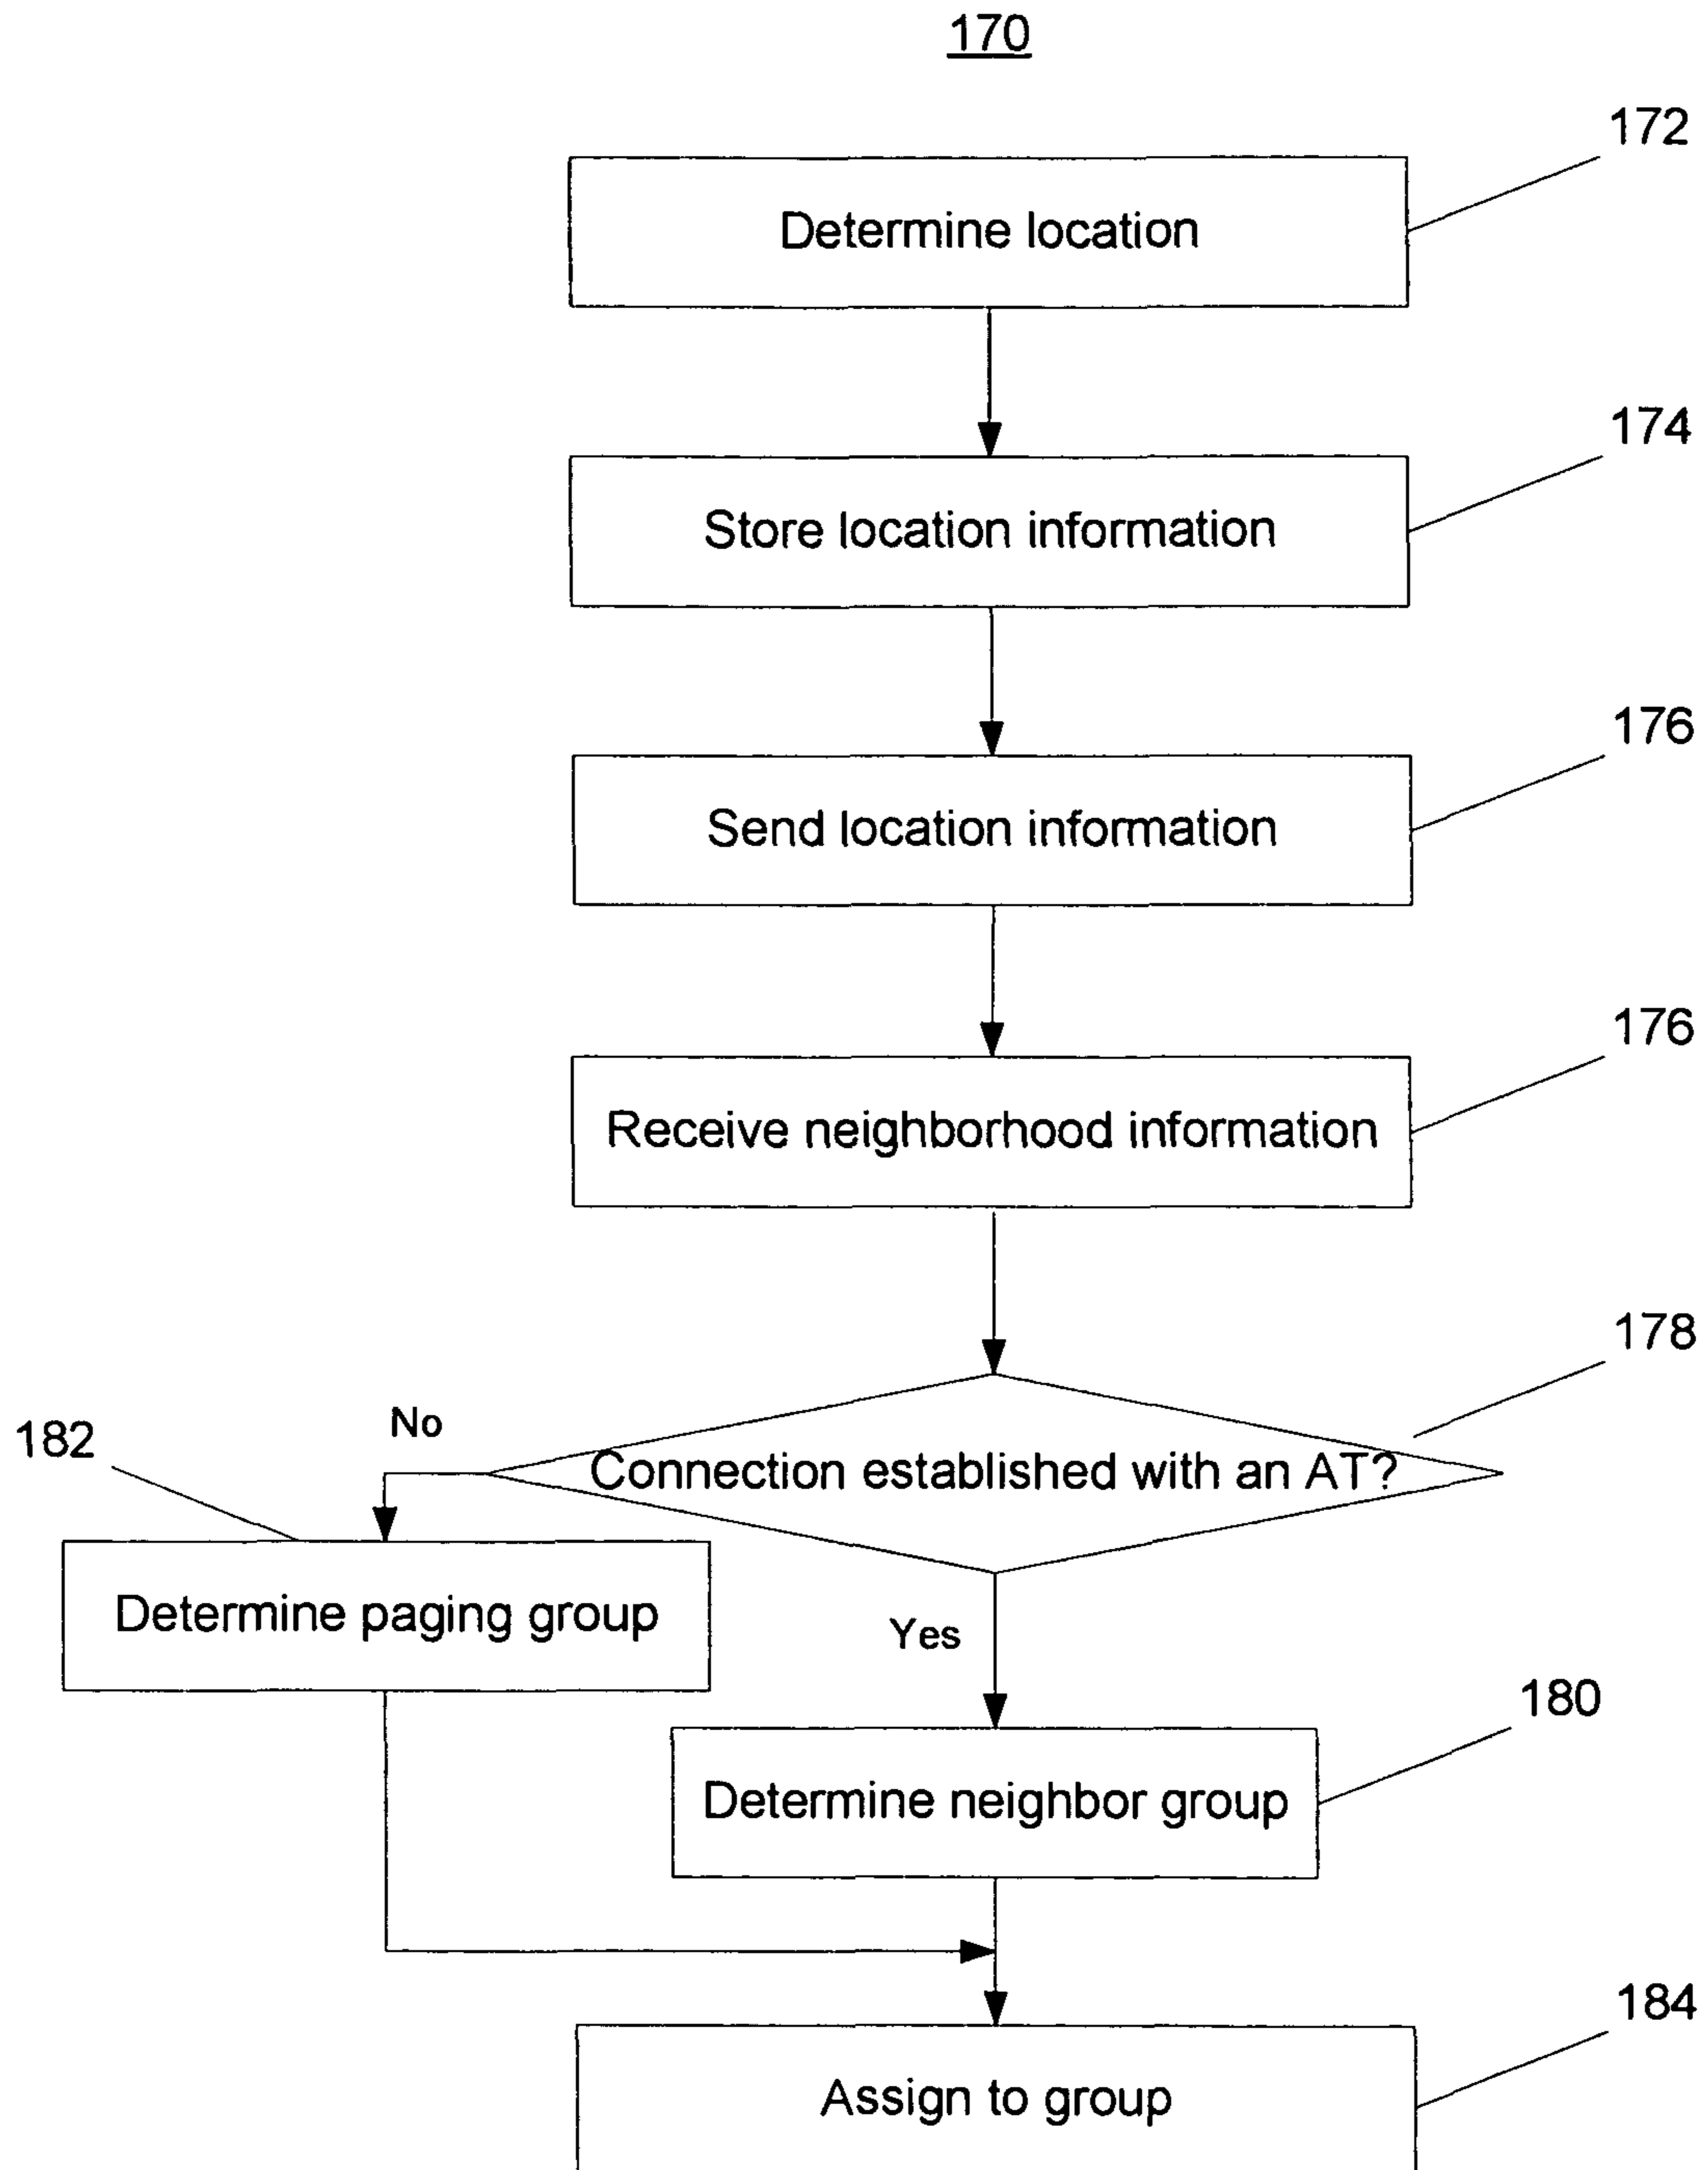 170
172
Determine location
174
Store location information
176
Send location information
176
Receive neighborhood information
178
No
182
Connection established with an AT?
Determine paging group
Yes
180
Determine neighbor group
184
Assign to group